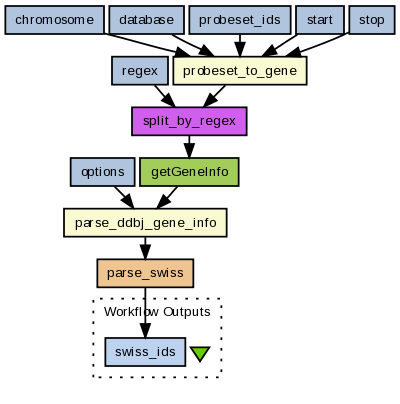 chromosome database probeset_ids start stop
regex probeset_to_gene
split_by_regex
options getGeneInfo
parse_ddbj_gene_info
parse_swiss
Workflow Outputs
swiss_ids